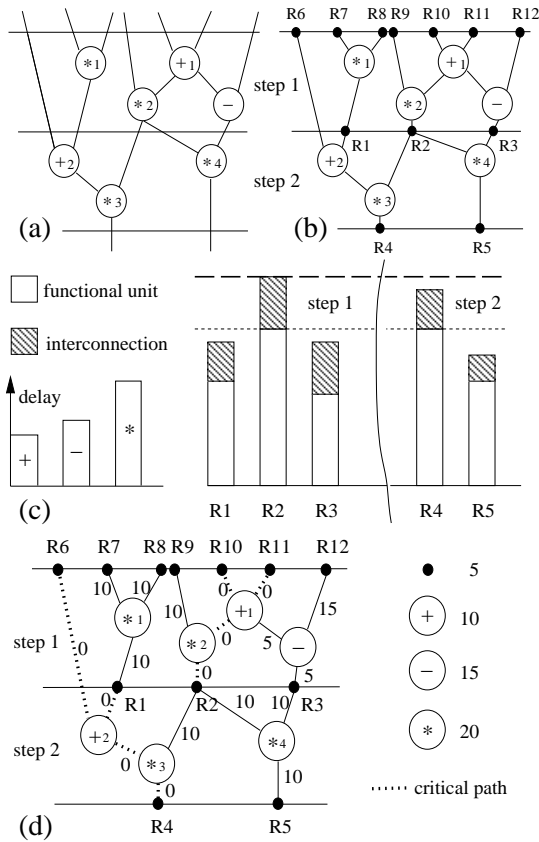 (a)
*1
+1
*2
−
step 1
+2
*4
*3
step 2
(b)
R6 R7 R8 R9 R10 R11 R12
*1
+1
*2
−
R1 R2 R3
+2
*4
*3
R4 R5
functional unit
interconnection
delay
+ − *
step 1 step 2
(c)
R1 R2 R3 R4 R5
R6 R7 R8 R9 R10 R11 R12
10 10 10 0 0 15
*1 +1
*2 0 5 −
step 1
0 10 0 5
0 R1 R2 10 10 R3
+2 10
step 2
0 *3 *4
0 10
R4 R5
(d)
5
+ 10
− 15
* 20
critical path